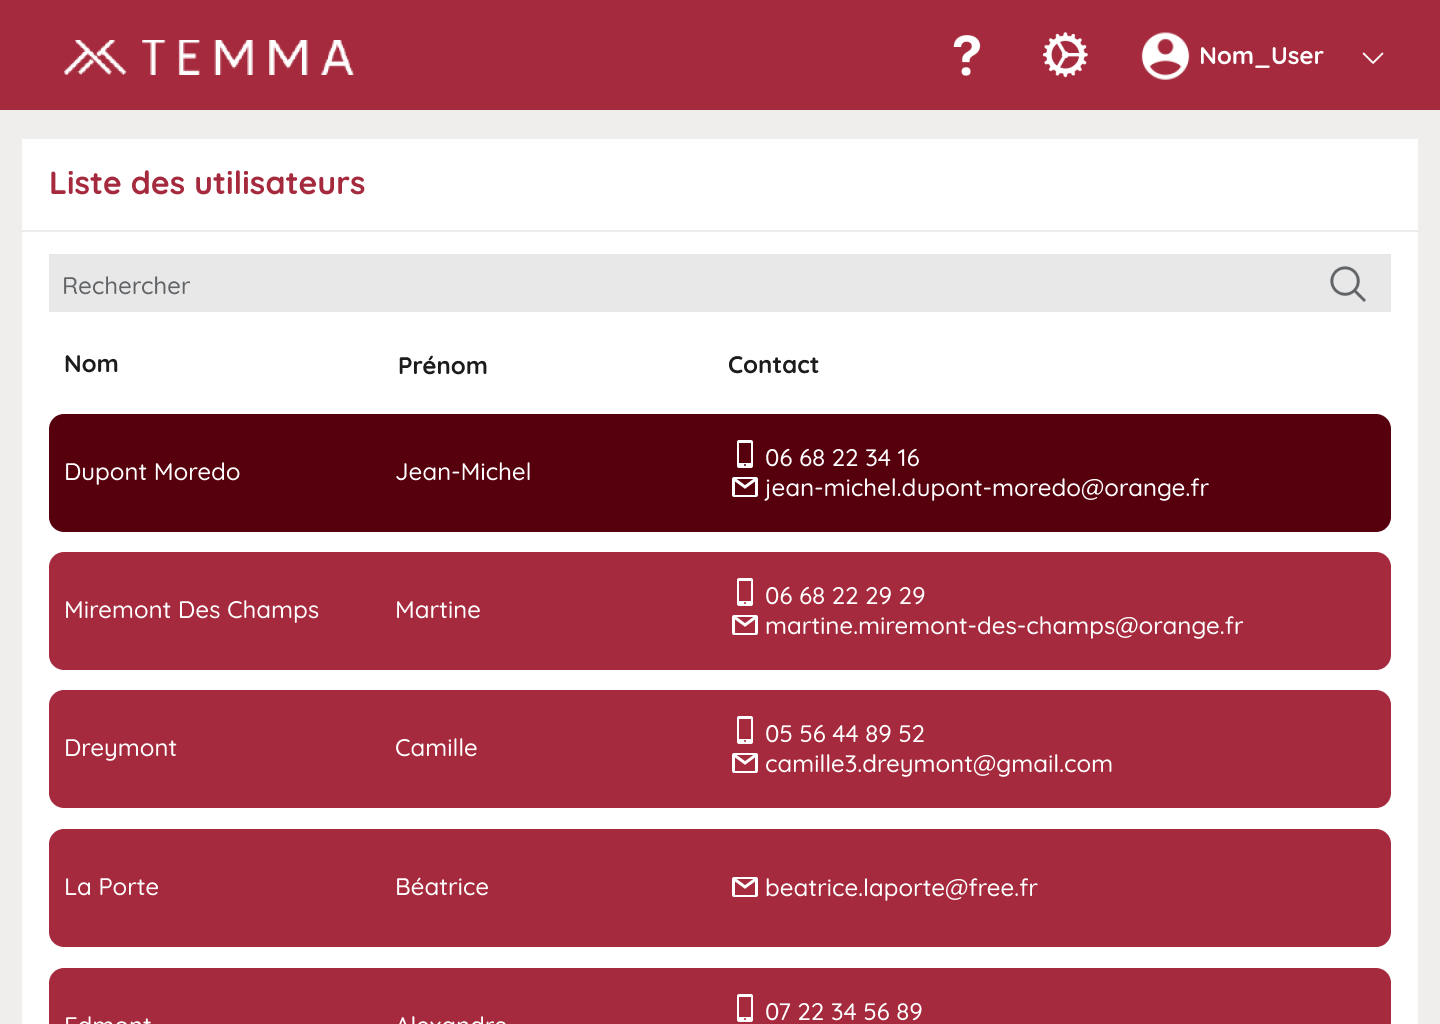 TEMMA
? Nom_User
Liste des utilisateurs
Rechercher
Nom Prénom Contact
Dupont Moredo Jean-Michel
06 68 22 34 16
jean-michel.dupont-moredo@orange.fr
Miremont Des Champs Martine
06 68 22 29 29
martine.miremont-des-champs@orange.fr
Dreymont Camille
05 56 44 89 52
camille3.dreymont@gmail.com
La Porte Béatrice
beatrice.laporte@free.fr
07 22 34 56 89
Edmont Alexandre